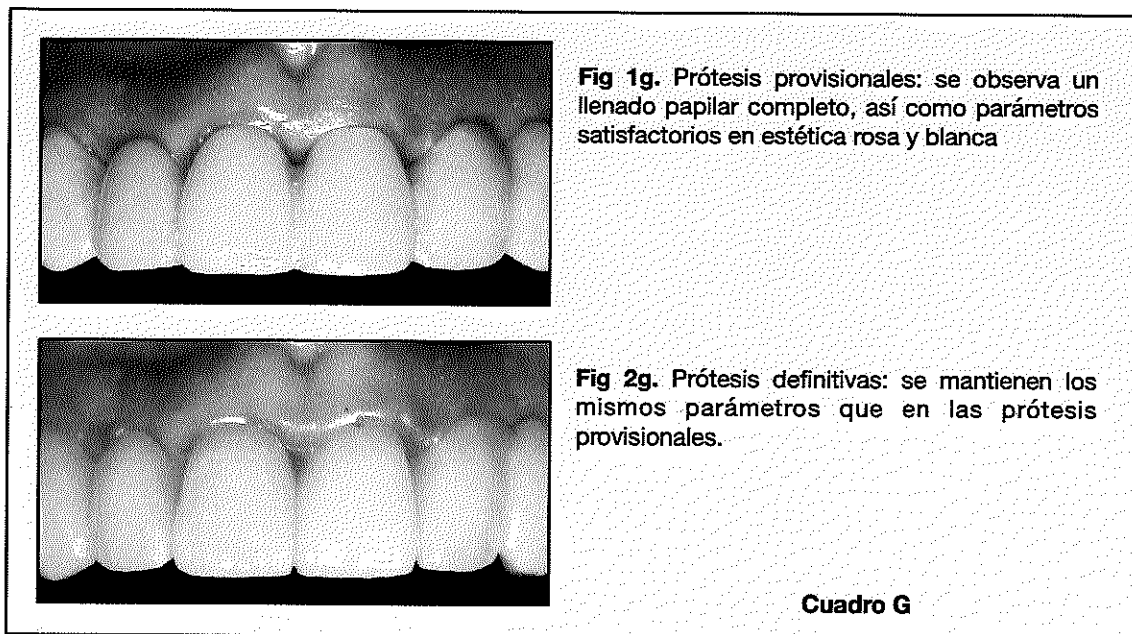 Fig 1g. Prótesis provisionales: se observa un
llenado papilar completo, así como parámetros
satisfactorios en estética rosa y blanca
Fig 2g. Prótesis definitivas: se mantienen los
mismos parámetros que en las prótesis
provisionales.
Cuadro G